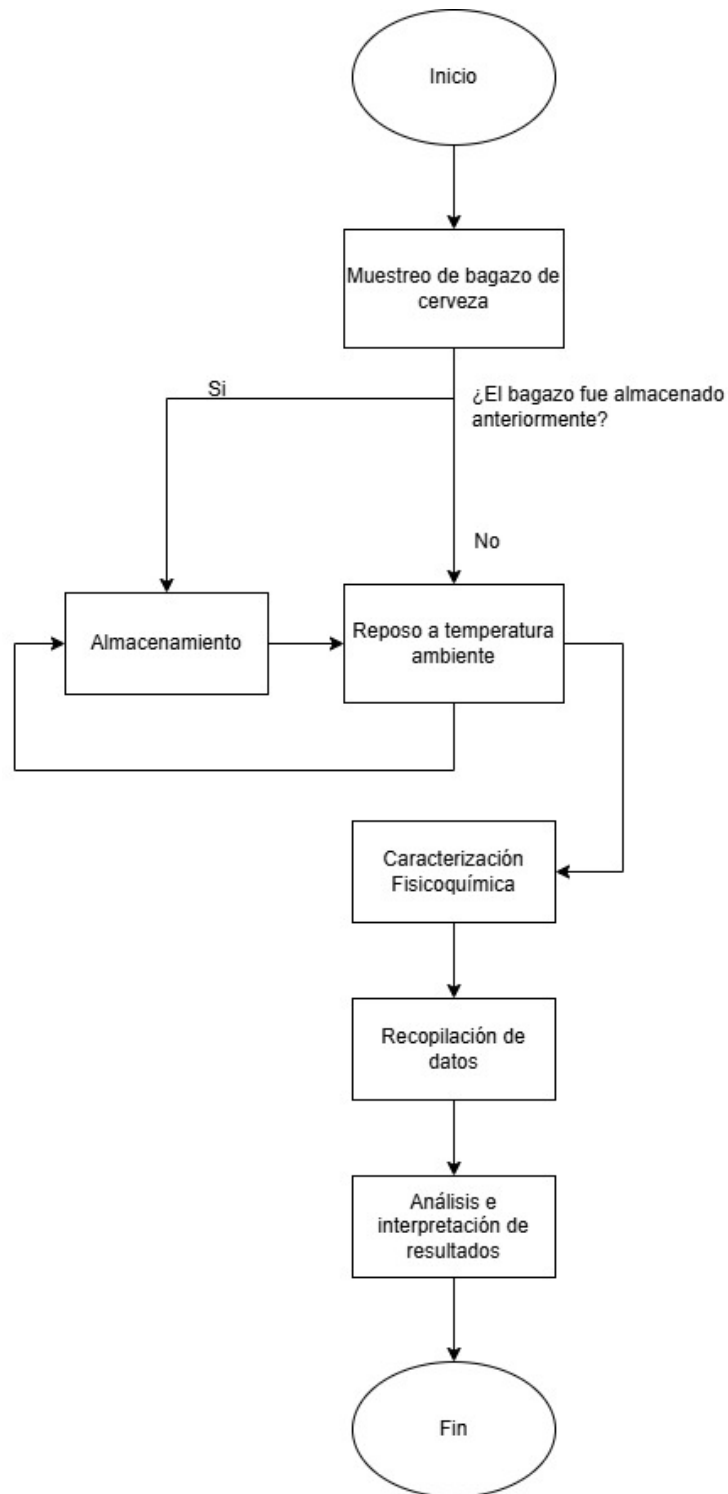 Inicio
Muestreo de bagazo de
cerveza
Si
¿El bagazo fue almacenado
anteriormente?
No
Almacenamiento
Reposo a temperatura
ambiente
Caracterización
Fisicoquímica
Recopilación de
datos
Análisis e
interpretación de
resultados
Fin